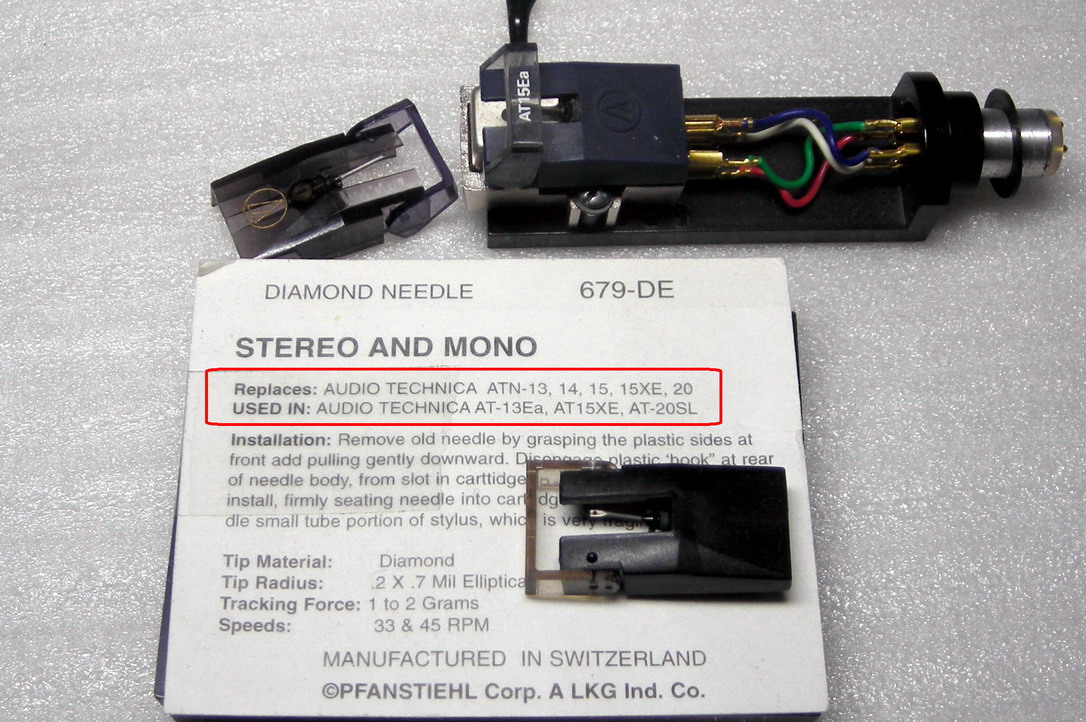 AT15Ea
DIAMOND NEEDLE 679-DE
STEREO AND MONO
Replaces: AUDIO TECHNICA ATN-13, 14, 15, 15XE, 20
USED IN: AUDIO TECHNICA AT-13Ea, AT15XE, AT-20SL
Installation: Remove old needle by grasping the plastic sides at
front add pulling gently downward. Disengage plastic 'hook" at rear
of needle body, from slot in carttidge
install, firmly seating needle into
dle small tube portion of stylus, which is very fragile
Tip Material: Diamond
Tip Radius: .2 X .7 Mil Elliptica
Tracking Force: 1 to 2 Grams
Speeds: 33 & 45 RPM
MANUFACTURED IN SWITZERLAND
©PFANSTIEHL Corp. A LKG Ind. Co.